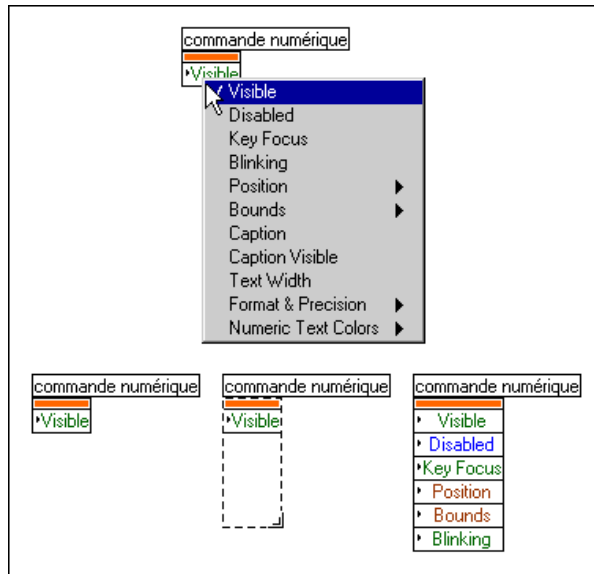 commande numérique
Visible
Visible
Disabled
Key Focus
Blinking
Position
Bounds
Caption
Caption Visible
Text Width
Format & Precision
Numeric Text Colors
commande numérique
Visible
commande numérique
Visible
commande numérique
Visible
Disabled
Key Focus
Position
Bounds
Blinking